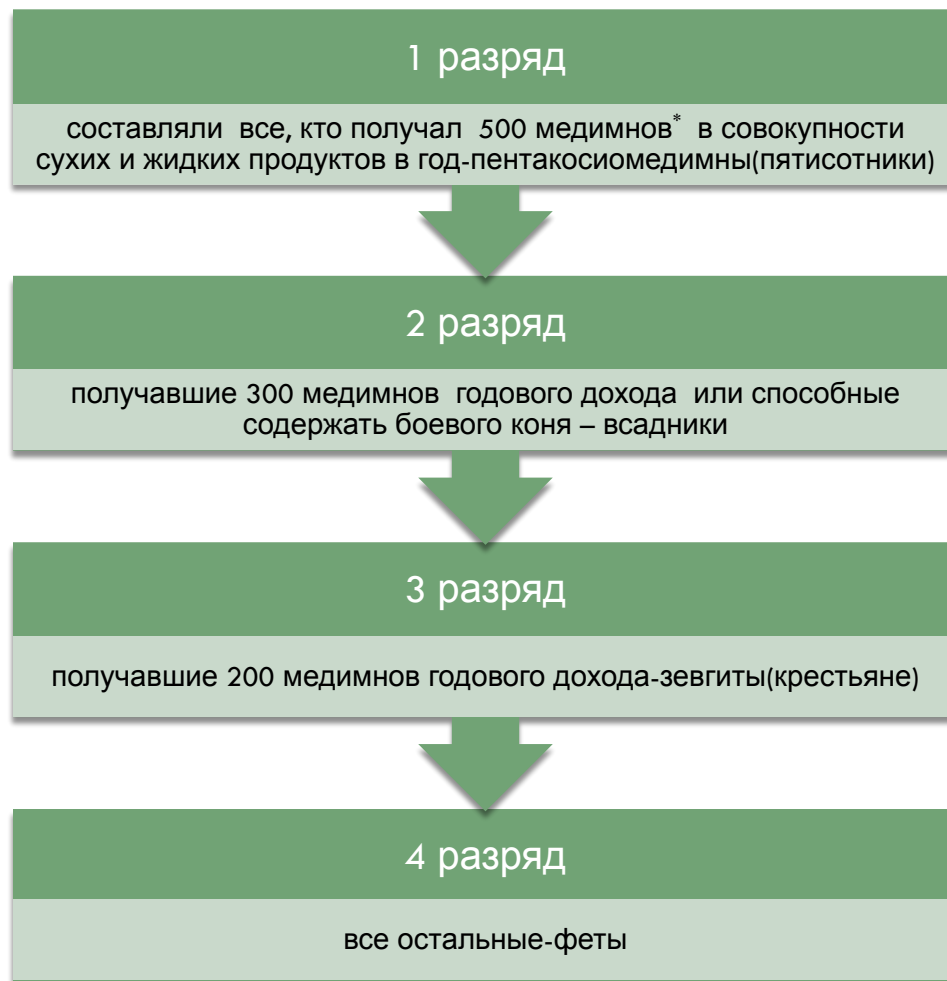 1 разряд
составляли все, кто получал 500 медимнов* в совокупности
сухих и жидких продуктов в год-пентакосиомедимны(пятисотники)
2 разряд
получавшие 300 медимнов годового дохода или способные
содержать боевого коня – всадники
3 разряд
получавшие 200 медимнов годового дохода-зевгиты(крестьяне)
4 разряд
все остальные-феты